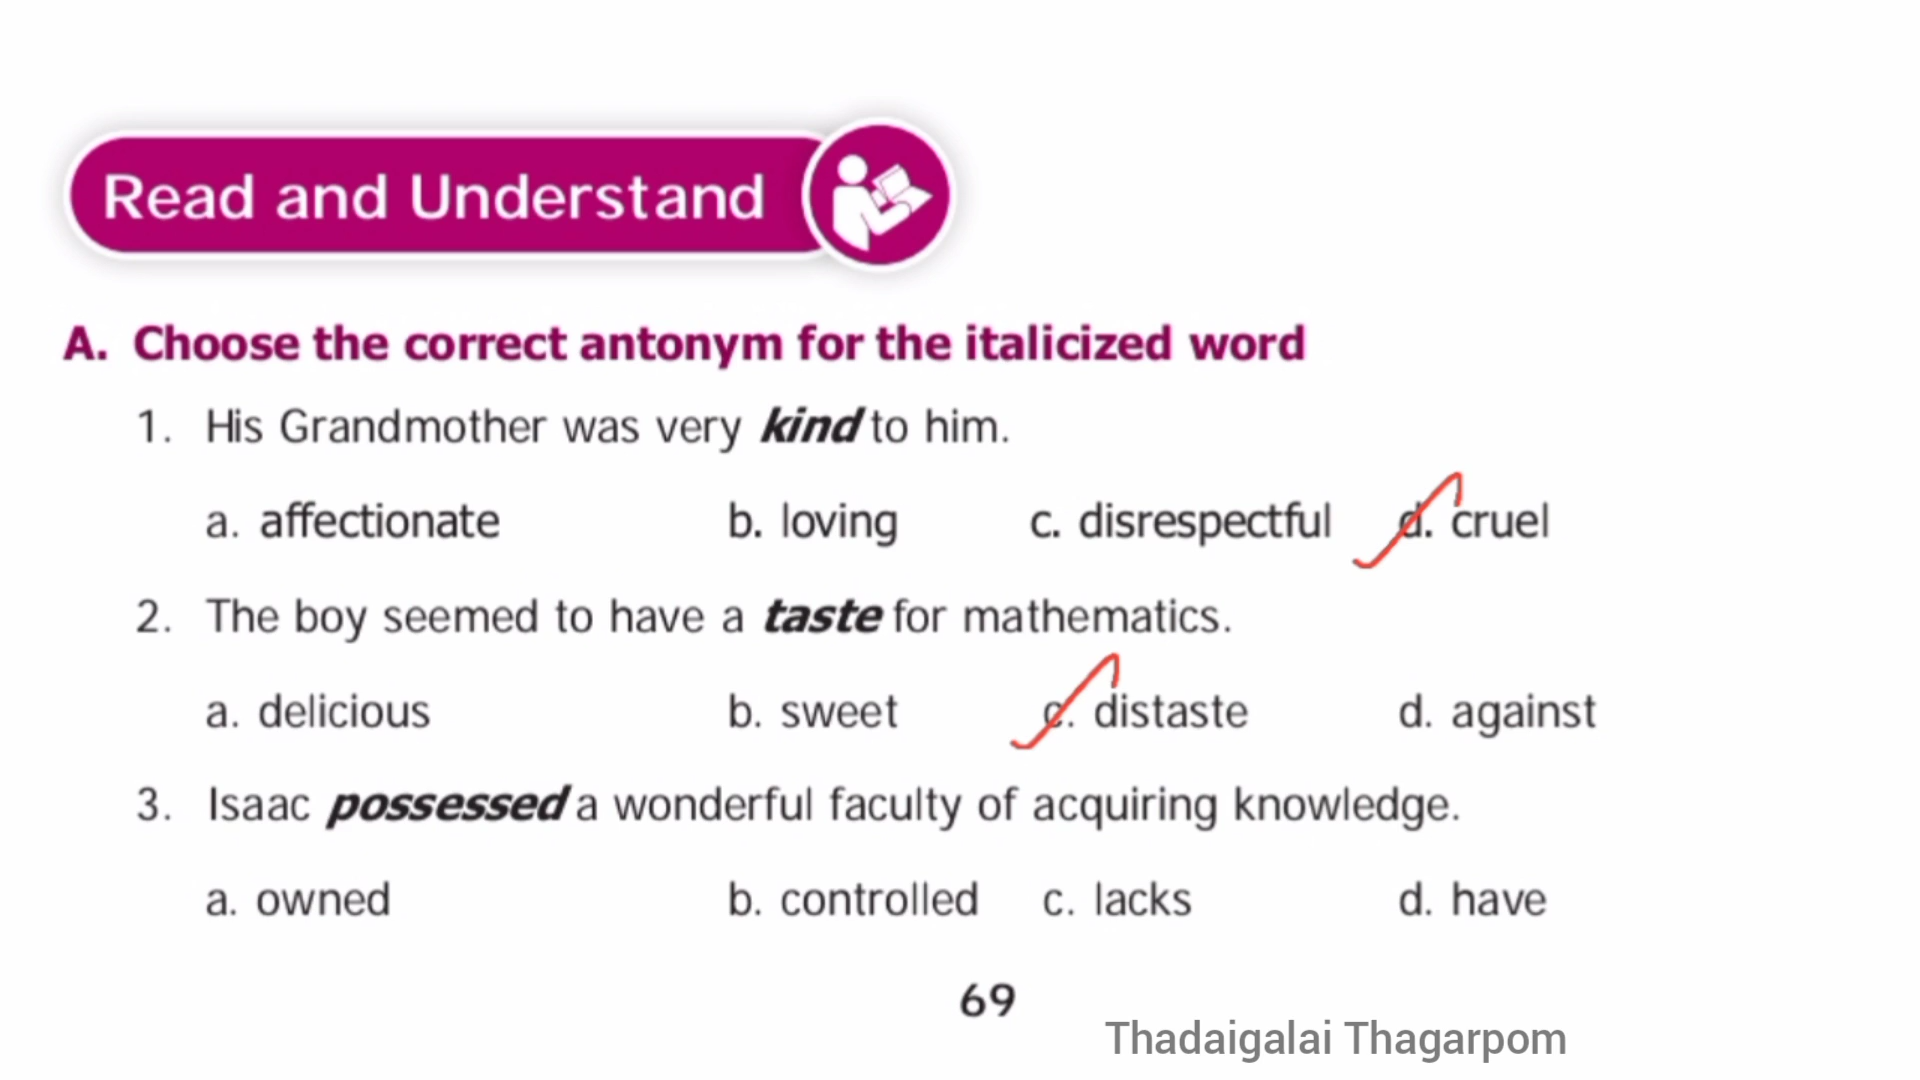 Read and Understand
A. Choose the correct antonym for the italicized word
1. His Grandmother was very kind to him.
a. affectionate b. loving c. disrespectful d. cruel
2. The boy seemed to have a taste for mathematics.
a. delicious b. sweet c. distaste d. against
3. Isaac possessed a wonderful faculty of acquiring knowledge.
a. owned b. controlled c. lacks d. have
69
Thadaigalai Thagarpom